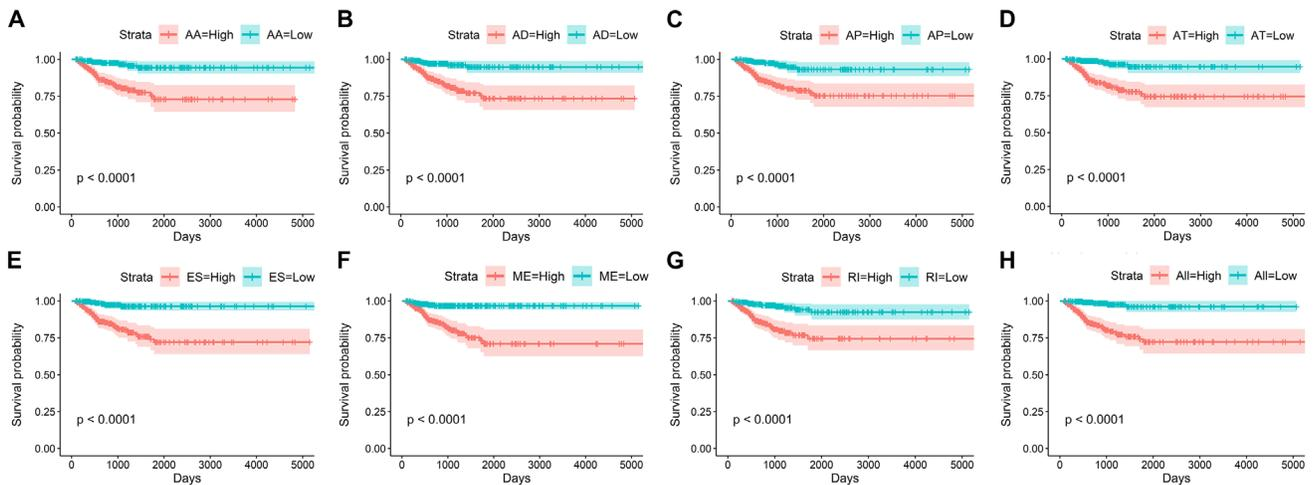 A
Strata AA=High AA=Low
Survival probability
1.00
0.75
0.50
0.25
0.00
p < 0.0001
0 1000 2000 3000 4000 5000
Days
B
Strata AD=High AD=Low
Survival probability
1.00
0.75
0.50
0.25
0.00
p < 0.0001
0 1000 2000 3000 4000 5000
Days
C
Strata AP=High AP=Low
Survival probability
1.00
0.75
0.50
0.25
0.00
p < 0.0001
0 1000 2000 3000 4000 5000
Days
D
Strata AT=High AT=Low
Survival probability
1.00
0.75
0.50
0.25
0.00
p < 0.0001
0 1000 2000 3000 4000 5000
Days
E
Strata ES=High ES=Low
Survival probability
1.00
0.75
0.50
0.25
0.00
p < 0.0001
0 1000 2000 3000 4000 5000
Days
F
Strata ME=High ME=Low
Survival probability
1.00
0.75
0.50
0.25
0.00
p < 0.0001
0 1000 2000 3000 4000 5000
Days
G
Strata RI=High RI=Low
Survival probability
1.00
0.75
0.50
0.25
0.00
p < 0.0001
0 1000 2000 3000 4000 5000
Days
H
Strata All=High All=Low
Survival probability
1.00
0.75
0.50
0.25
0.00
p < 0.0001
0 1000 2000 3000 4000 5000
Days